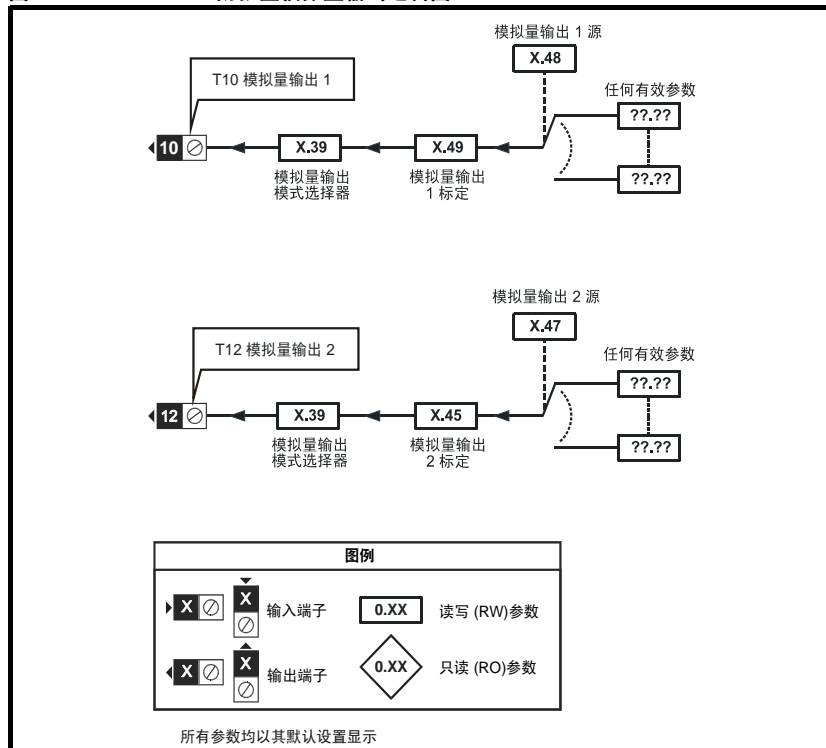 模拟量输出 1 源
X.48
T10 模拟量输出 1
任何有效参数
??.??
10
X.39
X.49
模拟量输出
模式选择器
模拟量输出
1 标定
??.??
模拟量输出 2 源
X.47
T12 模拟量输出 2
任何有效参数
??.??
12
X.39
X.45
模拟量输出
模式选择器
模拟量输出
2 标定
??.??
图例
X
X
输入端子
0.XX
读写 (RW)参数
X
X
输出端子
0.XX
只读 (RO)参数
所有参数均以其默认设置显示